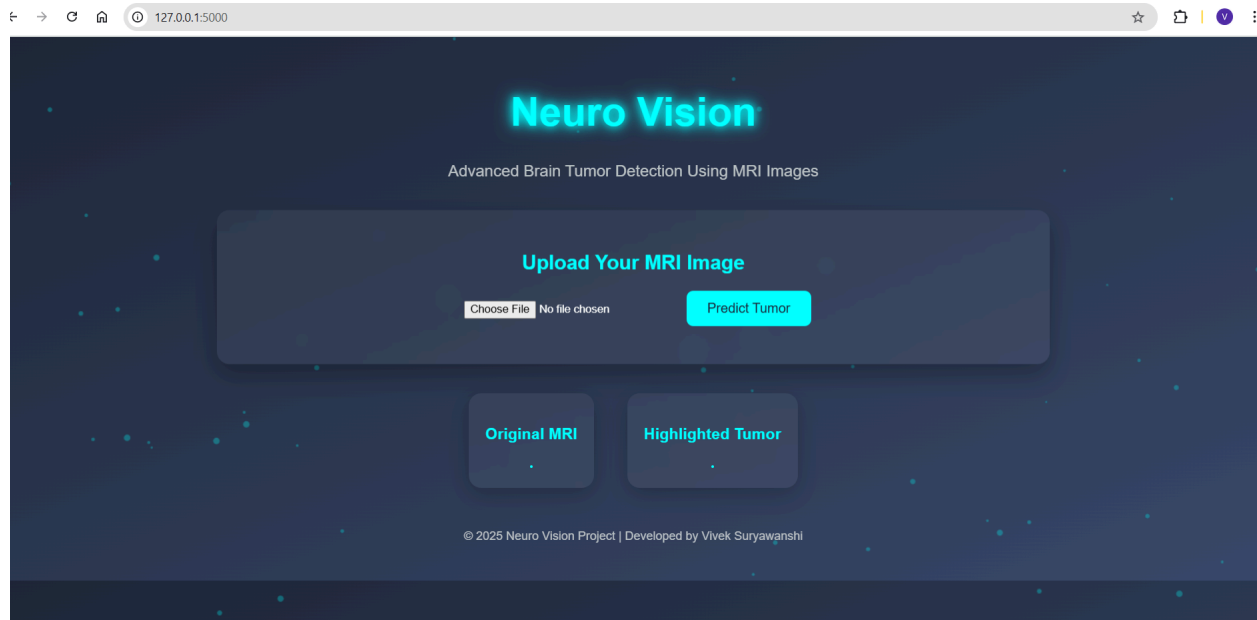 127.0.0.1:5000
V
Neuro Vision
Advanced Brain Tumor Detection Using MRI Images
Upload Your MRI Image
Choose File No file chosen
Predict Tumor
Original MRI
Highlighted Tumor
© 2025 Neuro Vision Project | Developed by Vivek Suryawanshi